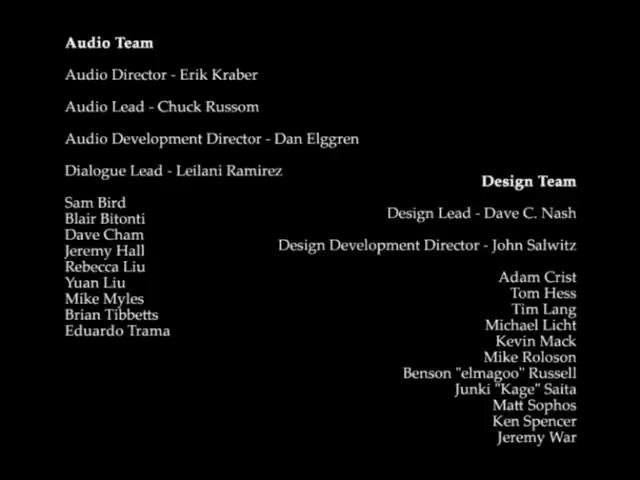 Audio Team
Audio Director - Erik Kraber
Audio Lead - Chuck Russom
Audio Development Director - Dan Elggren
Dialogue Lead - Leilani Ramirez
Sam Bird
Blair Bitonti
Dave Cham
Jeremy Hall
Rebecca Liu
Yuan Liu
Mike Myles
Brian Tibbetts
Eduardo Trama
Design Team
Design Lead - Dave C. Nash
Design Development Director - John Salwitz
Adam Crist
Tom Hess
Tim Lang
Michael Licht
Kevin Mack
Mike Roloson
Benson "elmagoo" Russell
Junki "Kage" Saita
Matt Sophos
Ken Spencer
Jeremy War